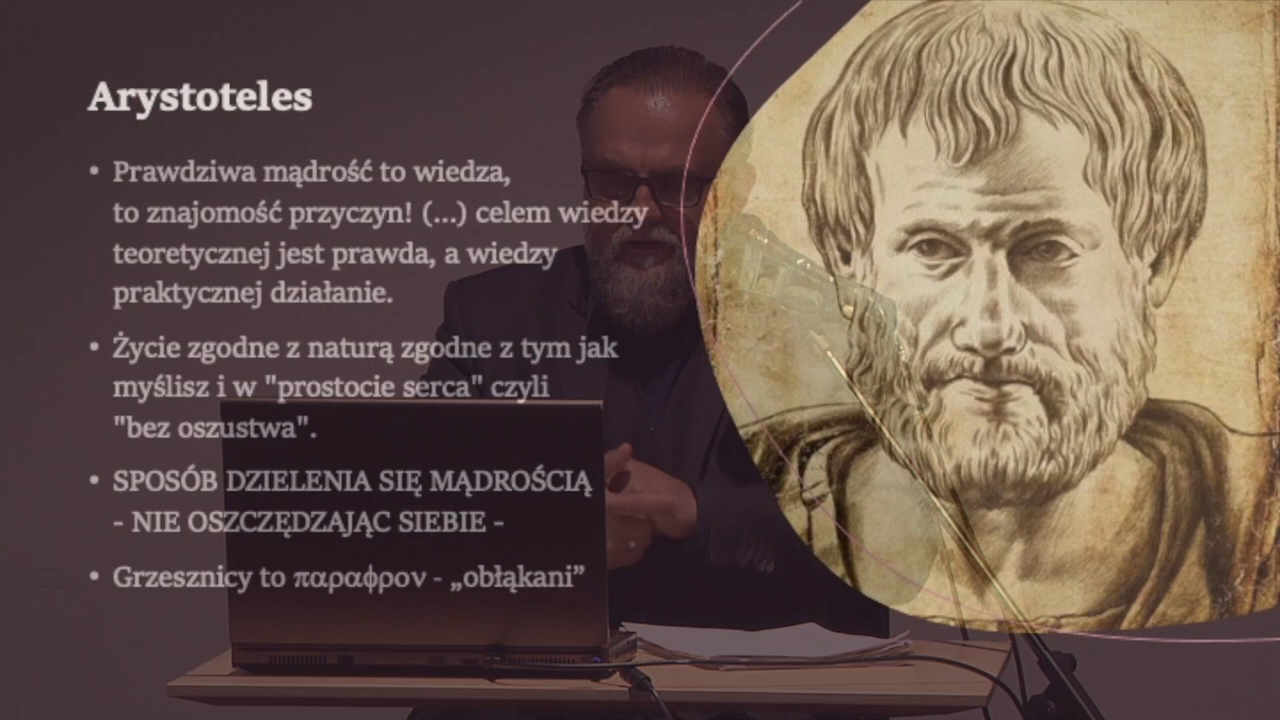 Arystoteles
• Prawdziwa mądrość to wiedza,
to znajomość przyczyn! (...) celem wiedzy
teoretycznej jest prawda, a wiedzy
praktycznej działanie.
• Życie zgodne z naturą zgodne z tym jak
myślisz i w "prostocie serca" czyli
"bez oszustwa".
• SPOSÓB DZIELENIA SIĘ MĄDROŚCIĄ
- NIE OSZCZĘDZAJĄC SIEBIE -
• Grzesznicy to παραφρον - „obłąkani”